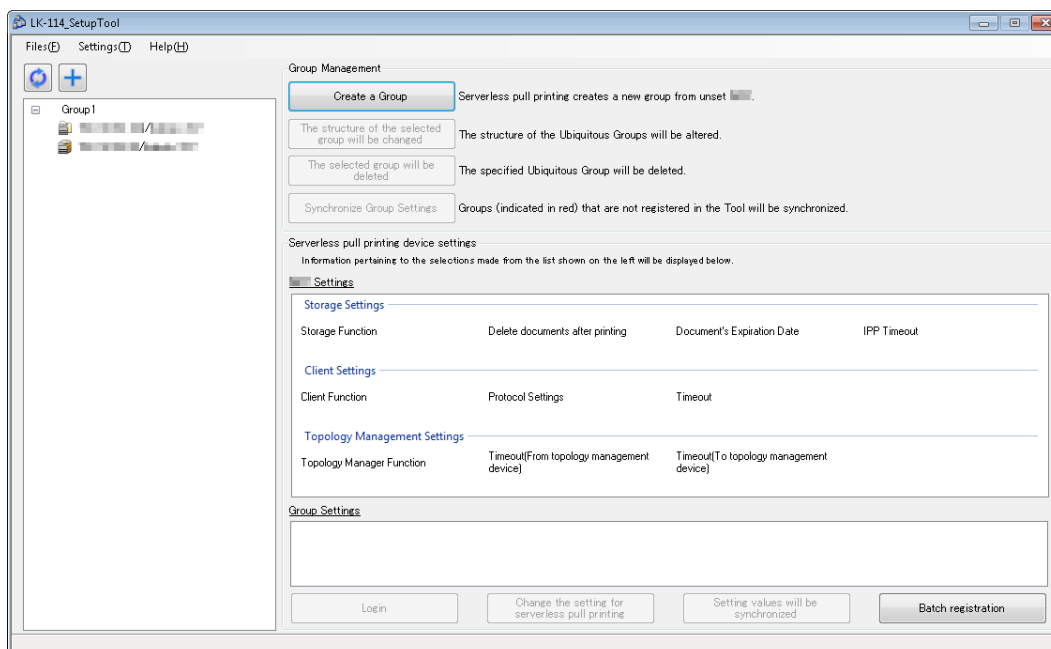 LK-114_SetupTool
Files(F) Settings(T) Help(H)
Group Management
Create a Group
Serverless pull printing creates a new group from unset .
Group1
/
/
The structure of the selected
group will be changed
The structure of the Ubiquitous Groups will be altered.
The selected group will be
deleted
The specified Ubiquitous Group will be deleted.
Synchronize Group Settings
Groups (indicated in red) that are not registered in the Tool will be synchronized.
Serverless pull printing device settings
Information pertaining to the selections made from the list shown on the left will be displayed below.
Settings
Storage Settings
Storage Function Delete documents after printing Document's Expiration Date IPP Timeout
Client Settings
Client Function Protocol Settings Timeout
Topology Management Settings
Topology Manager Function
Timeout(From topology management
device)
Timeout(To topology management
device)
Group Settings
Login
Change the setting for
serverless pull printing
Setting values will be
synchronized
Batch registration